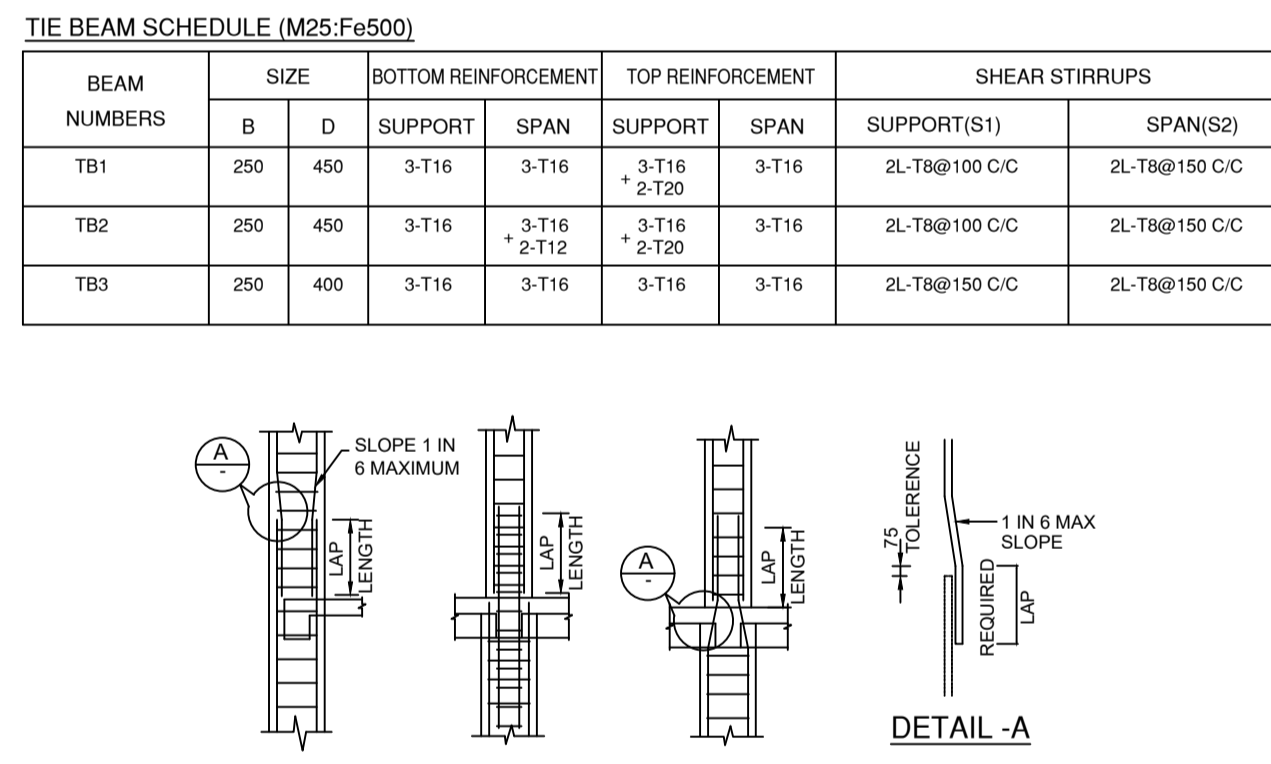 TIE BEAM SCHEDULE (M25:Fe500)
BEAM NUMBERS SIZE BOTTOM REINFORCEMENT TOP REINFORCEMENT SHEAR STIRRUPS
B D SUPPORT SPAN SUPPORT SPAN SUPPORT(S1) SPAN(S2)
TB1 250 450 3-T16 3-T16 3-T16 3-T16 2L-T8@100 C/C 2L-T8@150 C/C
+ 2-T20
TB2 250 450 3-T16 3-T16 3-T16 3-T16 2L-T8@100 C/C 2L-T8@150 C/C
+ 2-T12 + 2-T20
TB3 250 400 3-T16 3-T16 3-T16 3-T16 2L-T8@150 C/C 2L-T8@150 C/C
A
-
SLOPE 1 IN
6 MAXIMUM
LAP
LENGTH
LAP
LENGTH
A
-
LAP
LENGTH
75
TOLERENCE
1 IN 6 MAX
SLOPE
REQUIRED
LAP
DETAIL -A